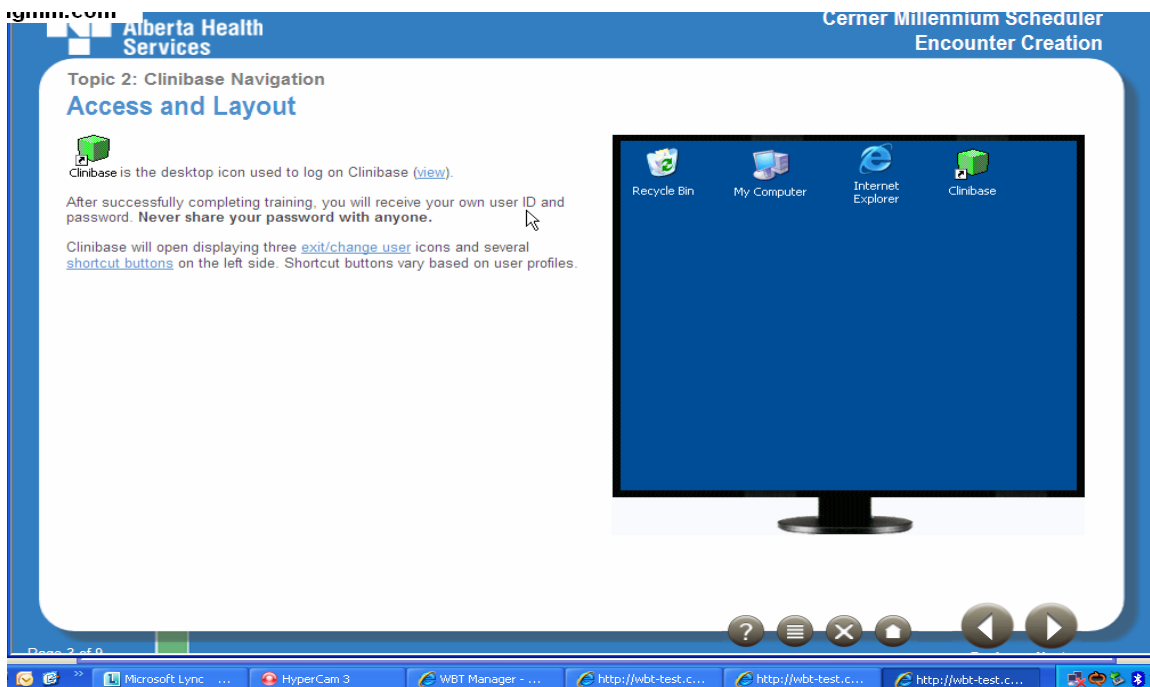 Alberta Health
Services
Cerner Millennium Scheduler
Encounter Creation
Topic 2: Clinibase Navigation
Access and Layout
Clinibase is the desktop icon used to log on Clinibase (view).
After successfully completing training, you will receive your own user ID and
password. Never share your password with anyone.
Clinibase will open displaying three exit/change user icons and several
shortcut buttons on the left side. Shortcut buttons vary based on user profiles.
Recycle Bin
My Computer
Internet
Explorer
Clinibase
?
Page 3 of 9
Microsoft Lync ...
HyperCam 3
WBT Manager - ...
http://wbt-test.c...
http://wbt-test.c...
http://wbt-test.c...